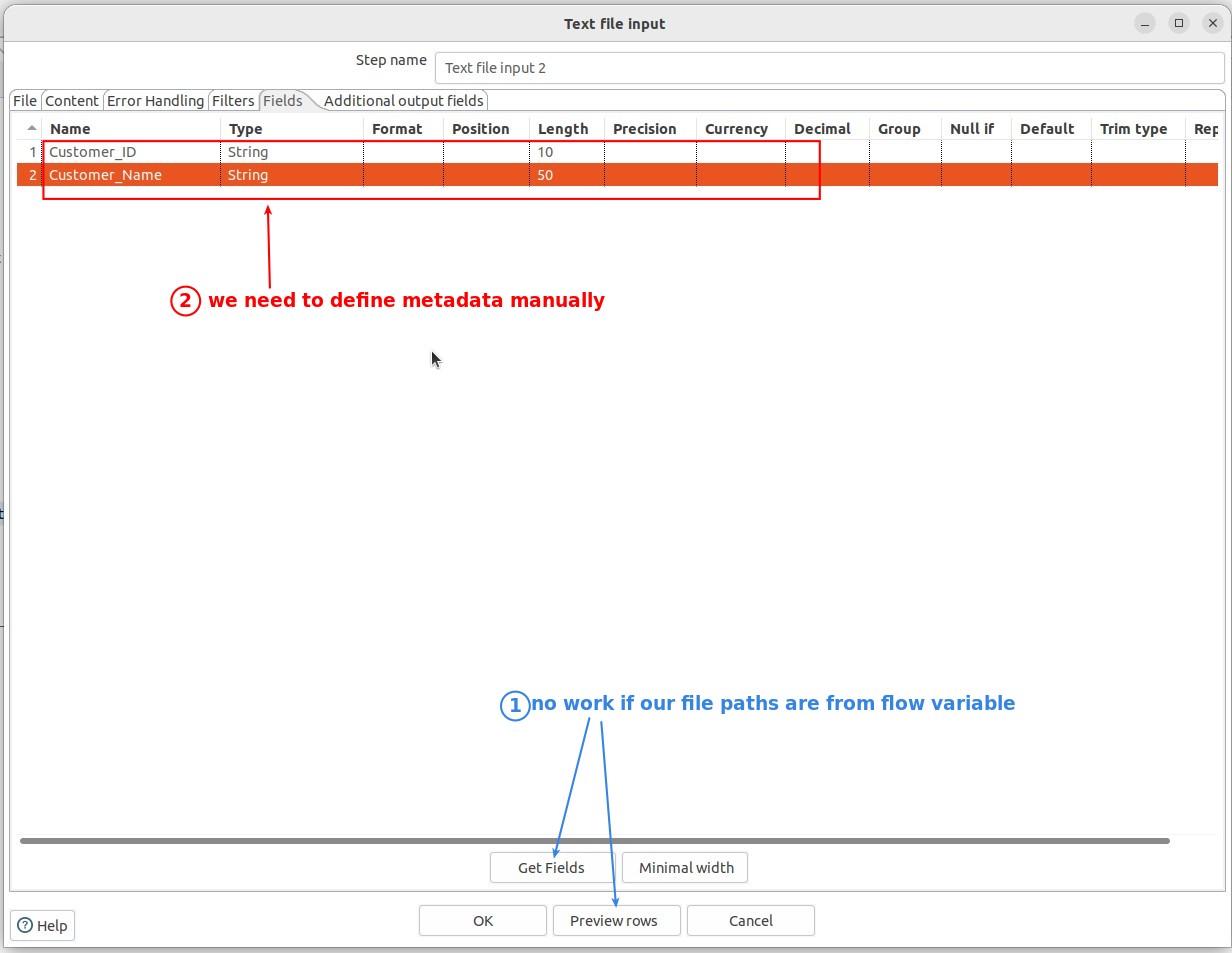 Text file input
Step name Text file input 2
File Content Error Handling Filters Fields Additional output fields
Name Type Format Position Length Precision Currency Decimal Group Null if Default Trim type Rep
1 Customer_ID String 10
2 Customer_Name String 50
2 we need to define metadata manually
1 no work if our file paths are from flow variable
Get Fields Minimal width
? Help OK Preview rows Cancel